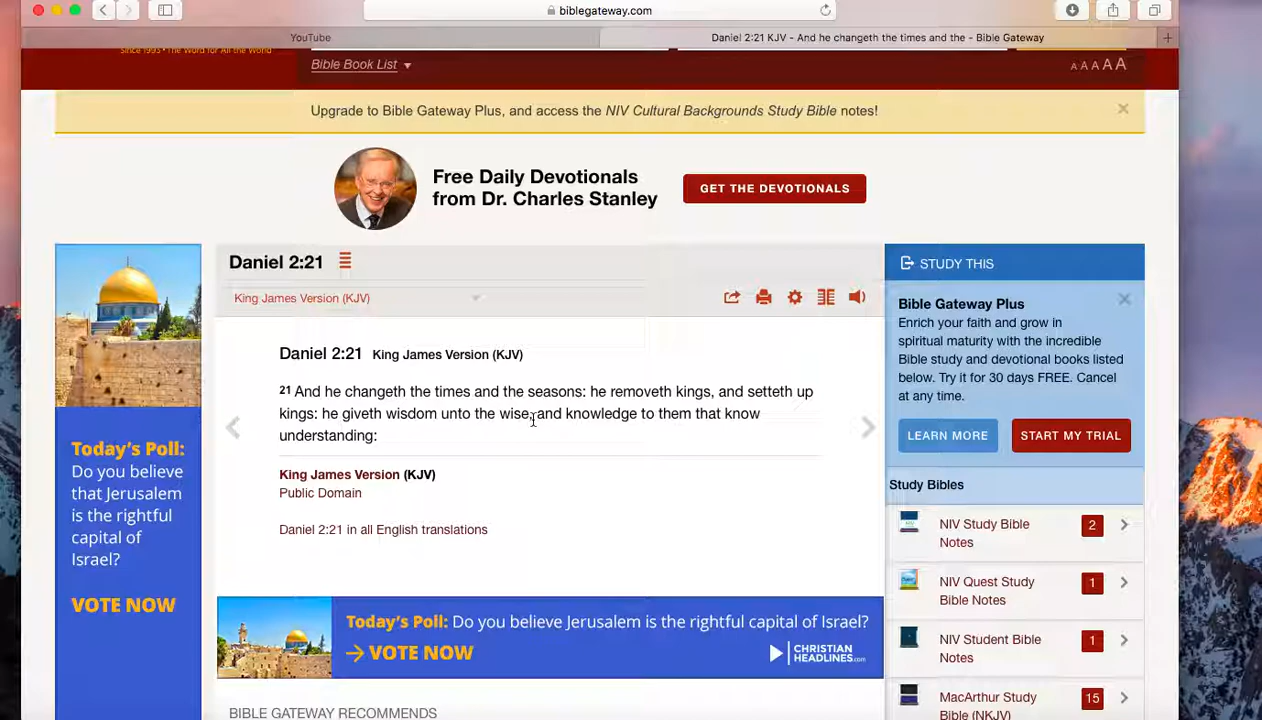 biblegateway.com
YouTube
Daniel 2:21 KJV - And he changeth the times and the - Bible Gateway
Since 1993 • The Word for All the World
Bible Book List
A A A A A
Upgrade to Bible Gateway Plus, and access the NIV Cultural Backgrounds Study Bible notes!
Free Daily Devotionals
from Dr. Charles Stanley
GET THE DEVOTIONALS
Today's Poll:
Do you believe
that Jerusalem
is the rightful
capital of
Israel?
VOTE NOW
Daniel 2:21
King James Version (KJV)
Daniel 2:21 King James Version (KJV)
21 And he changeth the times and the seasons: he removeth kings, and setteth up
kings: he giveth wisdom unto the wise, and knowledge to them that know
understanding:
King James Version (KJV)
Public Domain
Daniel 2:21 in all English translations
Today's Poll: Do you believe Jerusalem is the rightful capital of Israel?
VOTE NOW
CHRISTIAN
HEADLINES.com
BIBLE GATEWAY RECOMMENDS
STUDY THIS
Bible Gateway Plus
Enrich your faith and grow in
spiritual maturity with the incredible
Bible study and devotional books listed
below. Try it for 30 days FREE. Cancel
at any time.
LEARN MORE
START MY TRIAL
Study Bibles
NIV Study Bible
Notes
2
NIV Quest Study
Bible Notes
1
NIV Student Bible
Notes
1
MacArthur Study
Bible (NKJV)
15